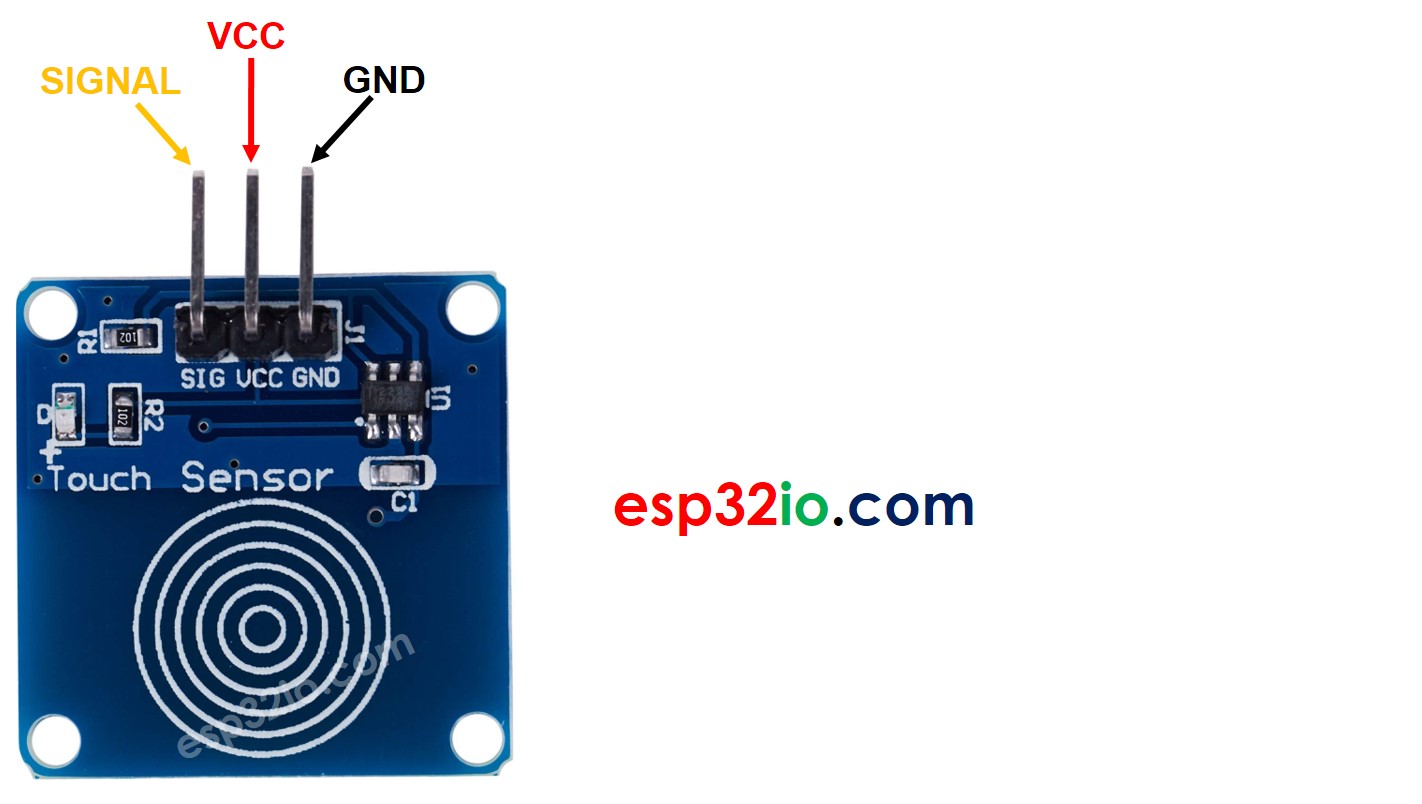 VCC
SIGNAL
GND
R1
102
J1
SIG VCC GND
U1
D
102
R2
+
Touch Sensor
C1
esp32io.com
esp32io.com